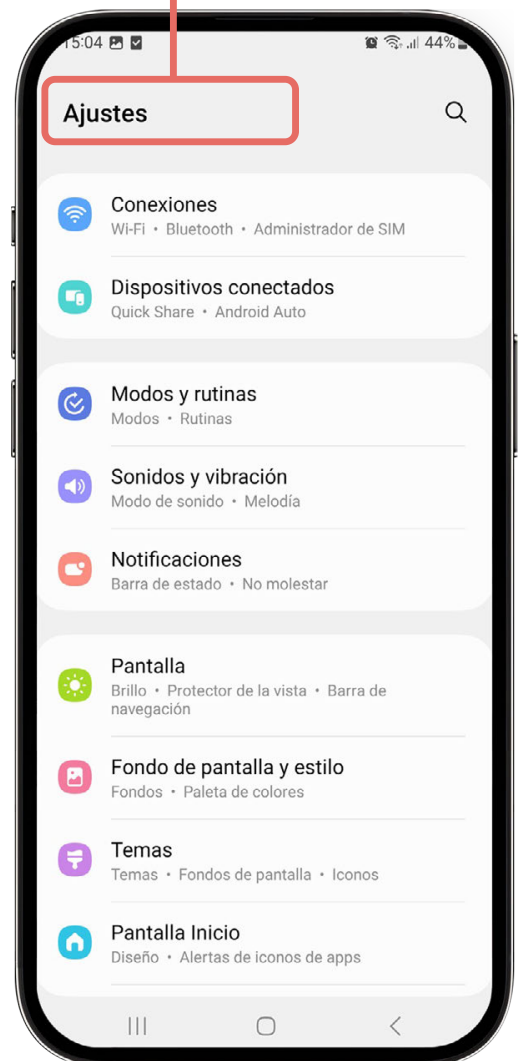 15:04
44%
Ajustes
Conexiones
Wi-Fi • Bluetooth • Administrador de SIM
Dispositivos conectados
Quick Share • Android Auto
Modos y rutinas
Modos • Rutinas
Sonidos y vibración
Modo de sonido • Melodía
Notificaciones
Barra de estado • No molestar
Pantalla
Brillo • Protector de la vista • Barra de
navegación
Fondo de pantalla y estilo
Fondos • Paleta de colores
Temas
Temas • Fondos de pantalla • Iconos
Pantalla Inicio
Diseño • Alertas de iconos de apps